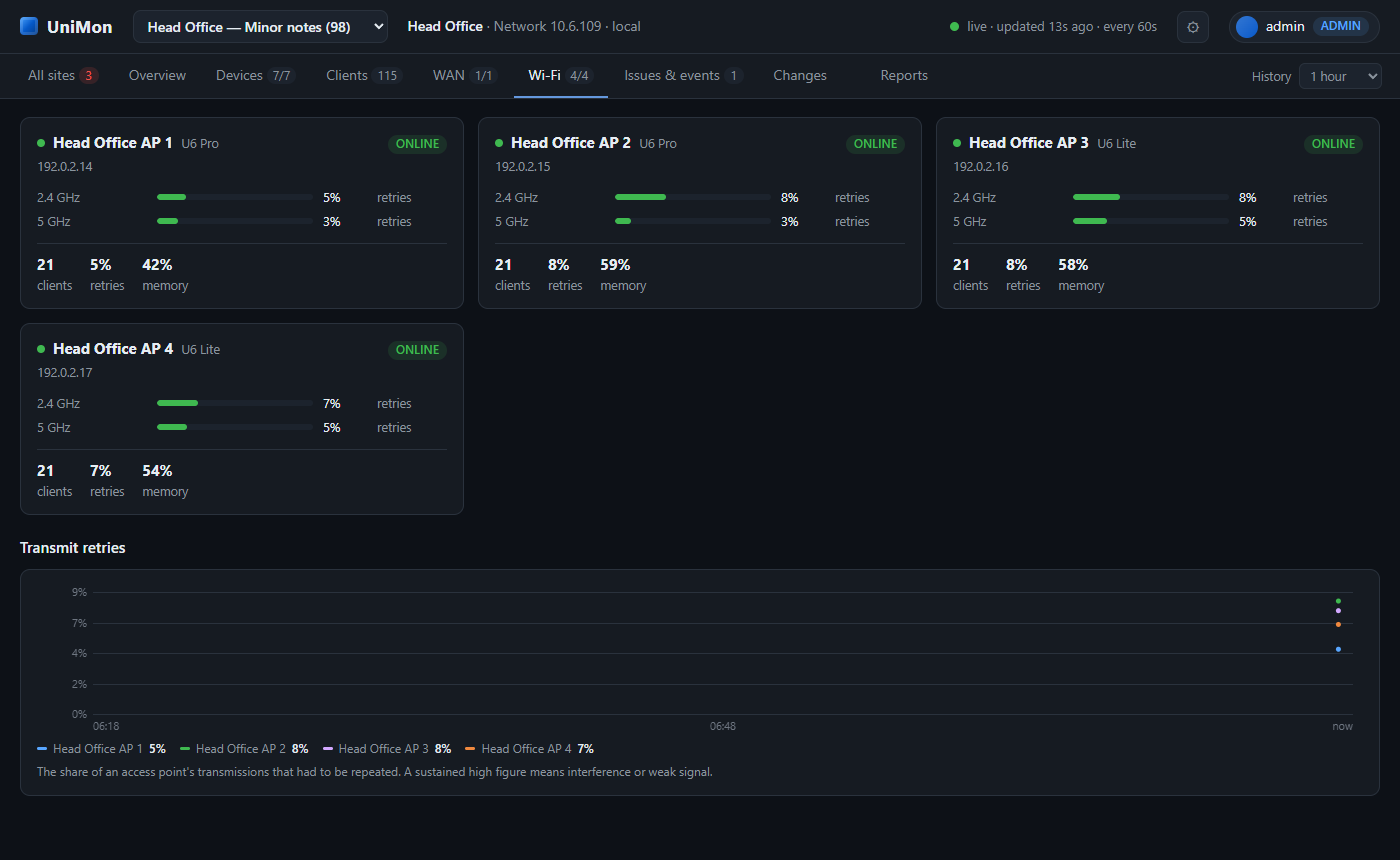 UniMon
Head Office — Minor notes (98)
Head Office · Network 10.6.109 · local
live · updated 13s ago · every 60s
admin ADMIN
All sites 3
Overview
Devices 7/7
Clients 115
WAN 1/1
Wi-Fi 4/4
Issues & events 1
Changes
Reports
History 1 hour
Head Office AP 1 U6 Pro ONLINE
192.0.2.14
2.4 GHz 5% retries
5 GHz 3% retries
21 5% 42%
clients retries memory
Head Office AP 2 U6 Pro ONLINE
192.0.2.15
2.4 GHz 8% retries
5 GHz 3% retries
21 8% 59%
clients retries memory
Head Office AP 3 U6 Lite ONLINE
192.0.2.16
2.4 GHz 8% retries
5 GHz 5% retries
21 8% 58%
clients retries memory
Head Office AP 4 U6 Lite ONLINE
192.0.2.17
2.4 GHz 7% retries
5 GHz 5% retries
21 7% 54%
clients retries memory
Transmit retries
9%
7%
4%
2%
0%
06:18 06:48 now
Head Office AP 1 5% Head Office AP 2 8% Head Office AP 3 8% Head Office AP 4 7%
The share of an access point's transmissions that had to be repeated. A sustained high figure means interference or weak signal.